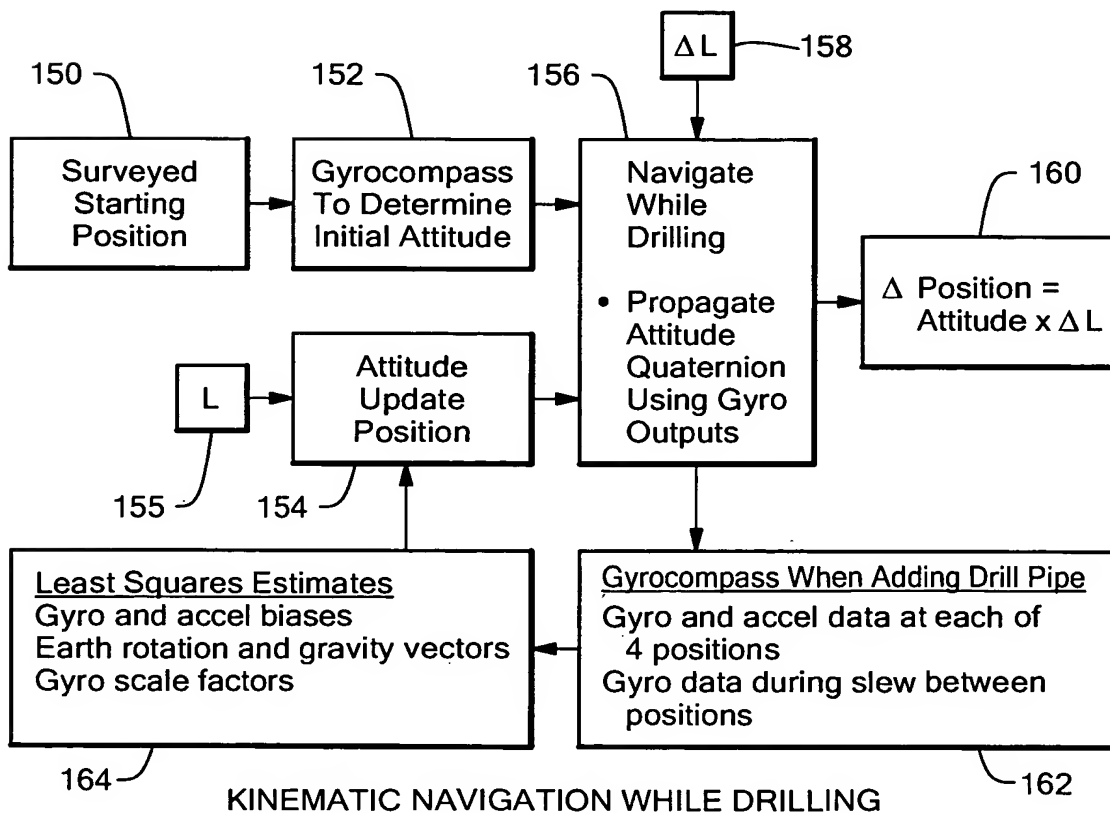 150
Surveyed
Starting
Position
152
Gyrocompass
To Determine
Initial Attitude
156
Navigate
While
Drilling
• Propagate
Attitude
Quaternion
Using Gyro
Outputs
Δ L
158
160
Δ Position =
Attitude x Δ L
L
155
Attitude
Update
Position
154
Least Squares Estimates
Gyro and accel biases
Earth rotation and gravity vectors
Gyro scale factors
164
Gyrocompass When Adding Drill Pipe
Gyro and accel data at each of
4 positions
Gyro data during slew between
positions
162
KINEMATIC NAVIGATION WHILE DRILLING